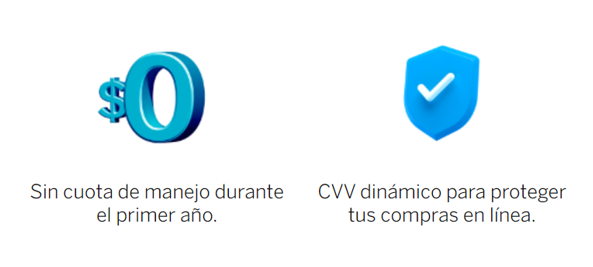 $0
Sin cuota de manejo durante
el primer año.
CVV dinámico para proteger
tus compras en línea.